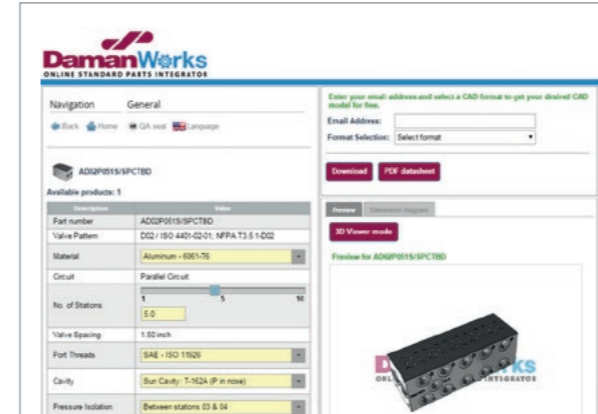 DamanWorks
ONLINE STANDARD PARTS INTEGRATOR
Navigation General
Back Home QA seal Language
AD02P051S/SPCTBD
Available products: 1
Description Value
Part number AD02P051S/SPCTBD
Valve Pattern D02 / ISO 4401-02-01; NFPA T3.5.1-D02
Material Aluminum - 6061-T6
Circuit Parallel Circuit
No. of Stations 1 5 10
5.0
Valve Spacing 1.50 inch
Port Threads SAE - ISO 11926
Cavity Sun Cavity: T-162A (P in nose)
Pressure Isolation Between stations 03 & 04
Enter your email address and select a CAD format to get your desired CAD
model for free.
Email Address:
Format Selection: Select format
Download PDF datasheet
Preview Dimension diagram
3D Viewer mode
Preview for AD02P051S/SPCTBD